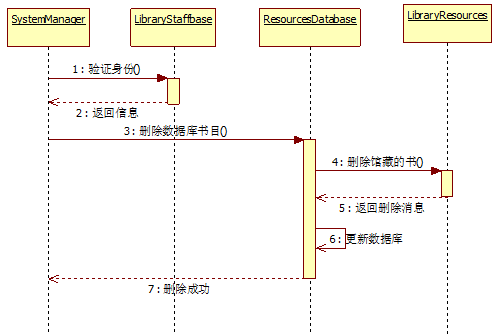 SystemManager
LibraryStaffbase
ResourcesDatabase
LibraryResources
1: 验证身份()
2: 返回信息
3: 删除数据库书目()
4: 删除馆藏的书()
5: 返回删除消息
6: 更新数据库
7: 删除成功